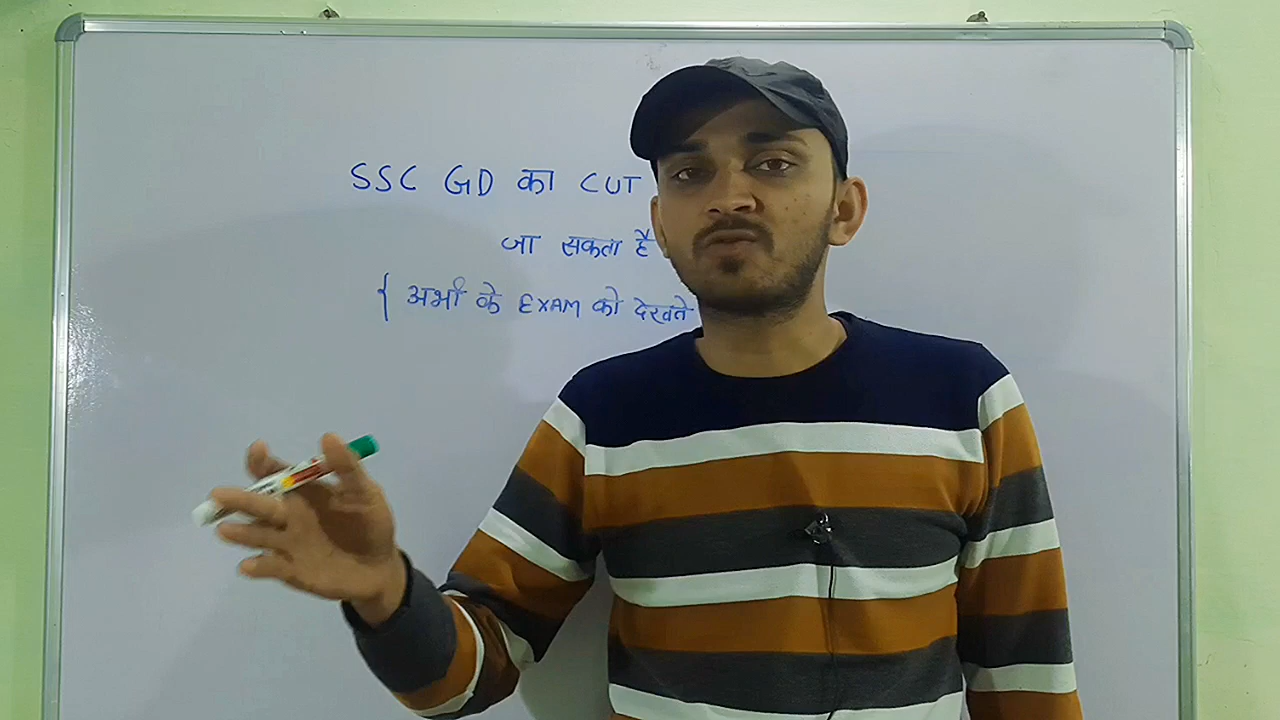 SSC GD का CUT
जा सकता है
{ अभी के EXAM को देखते